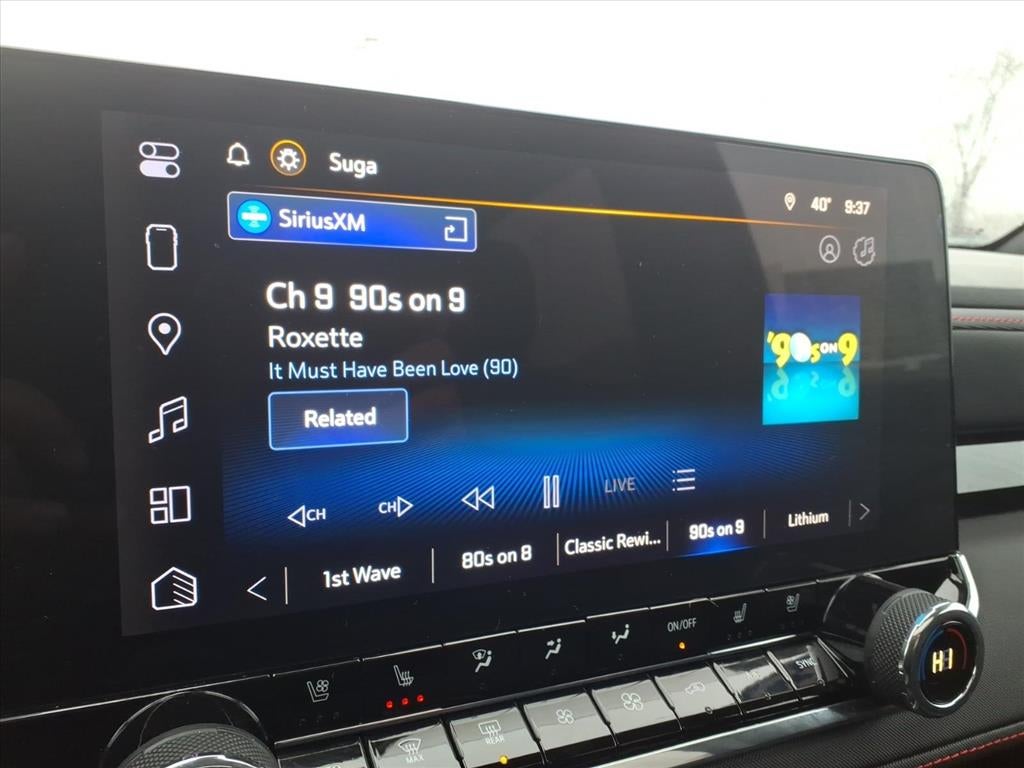 Suga
40° 9:37
SiriusXM
Ch 9 90s on 9
Roxette
It Must Have Been Love (90)
Related
'90s ON 9
CH CH LIVE
1st Wave 80s on 8 Classic Rewi... 90s on 9 Lithium
ON/OFF
MAX REAR SYNC
HI